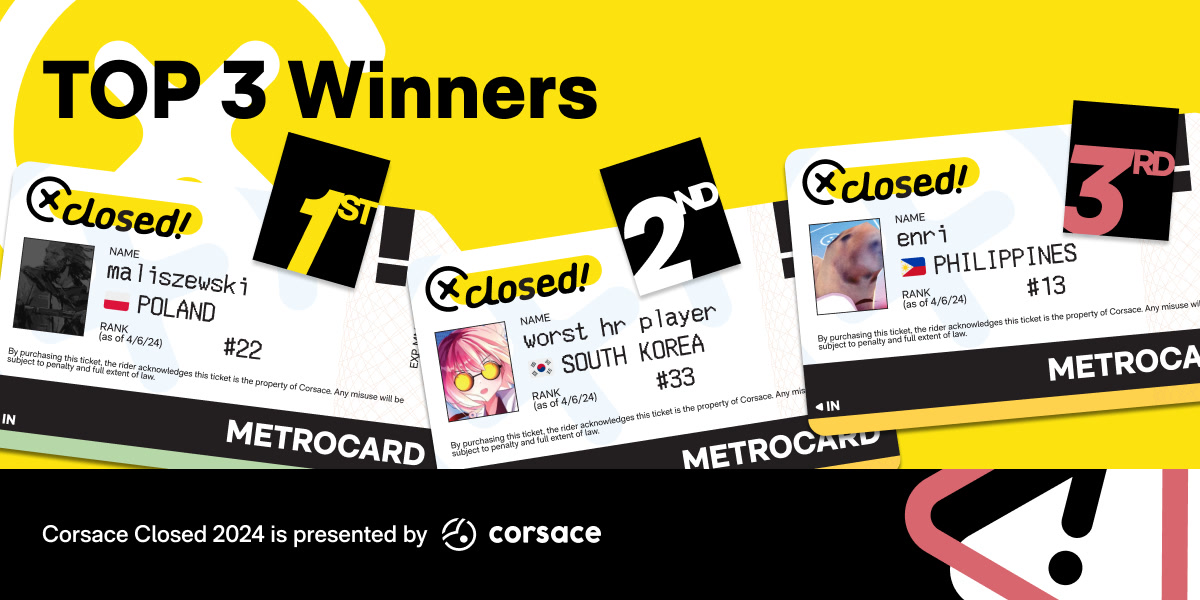 TOP 3 Winners
closed!
1ST
NAME
maliszewski
POLAND
RANK
(as of 4/6/24)
#22
By purchasing this ticket, the rider acknowledges this ticket is the property of Corsace. Any misuse will be
subject to penalty and full extent of law.
IN
METROCARD
closed!
2ND
NAME
worst hr player
SOUTH KOREA
RANK
(as of 4/6/24)
#33
By purchasing this ticket, the rider acknowledges this ticket is the property of Corsace. Any mis
subject to penalty and full extent of law.
METROCARD
closed!
3RD
NAME
enri
PHILIPPINES
RANK
(as of 4/6/24)
#13
By purchasing this ticket, the rider acknowledges this ticket is the property of Corsace. Any misuse wil
subject to penalty and full extent of law.
◀ IN
METROCA
Corsace Closed 2024 is presented by corsace